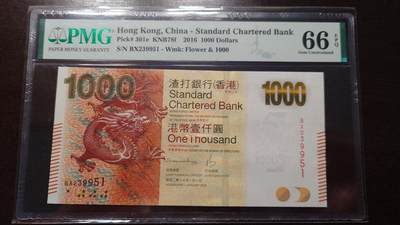 PMG
PAPER MONEY GUARANTY
Hong Kong, China - Standard Chartered Bank
Pick# 301e KNB78f 2016 1000 Dollars
S/N BX239951 - Wmk: Flower & 1000
66 EPQ
Gem Uncirculated
1000
渣打銀行(香港)
Standard
Chartered Bank
港幣壹仟圓
One Thousand
1000
BX239951
BX239951